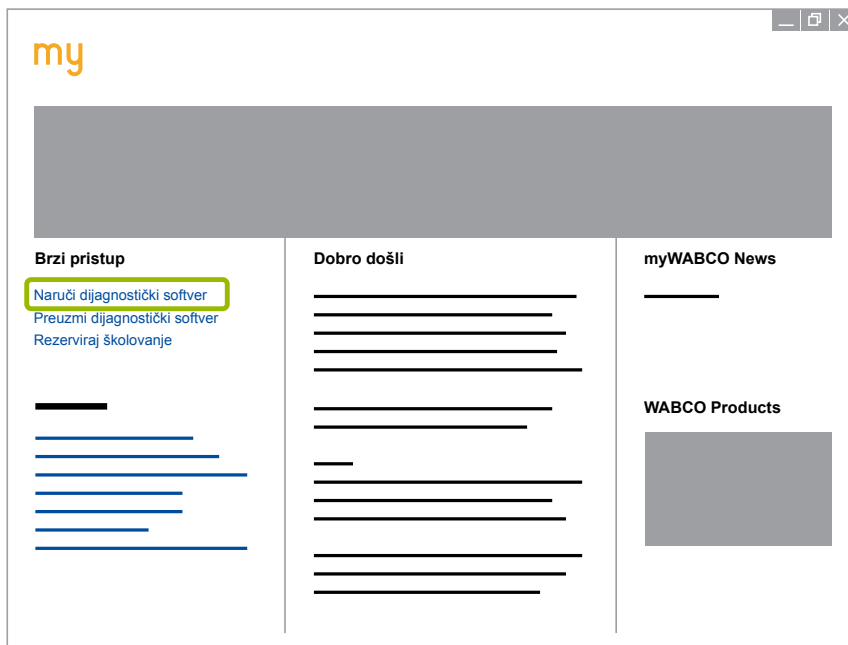 my
Brzi pristup
Naruči dijagnostički softver
Preuzmi dijagnostički softver
Rezerviraj školovanje
Dobro došli
myWABCO News
WABCO Products